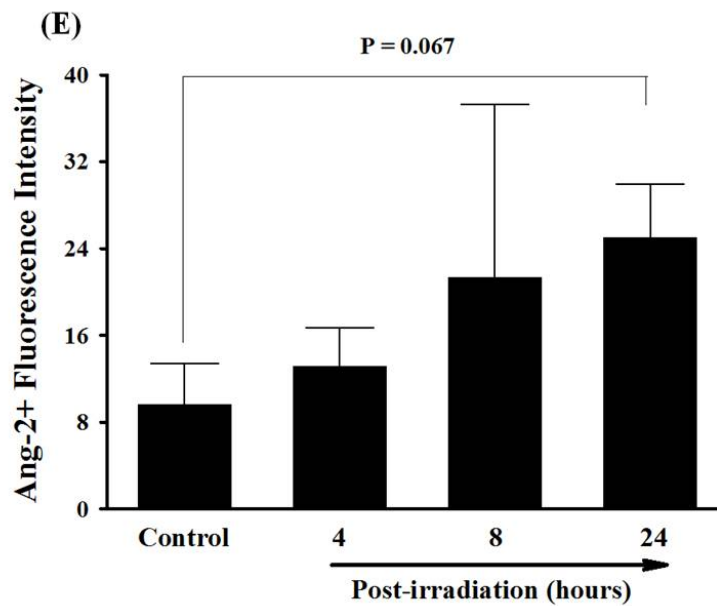 (E)
P = 0.067
Ang-2+ Fluorescence Intensity
40
32
24
16
8
0
Control 4 8 24
Post-irradiation (hours)